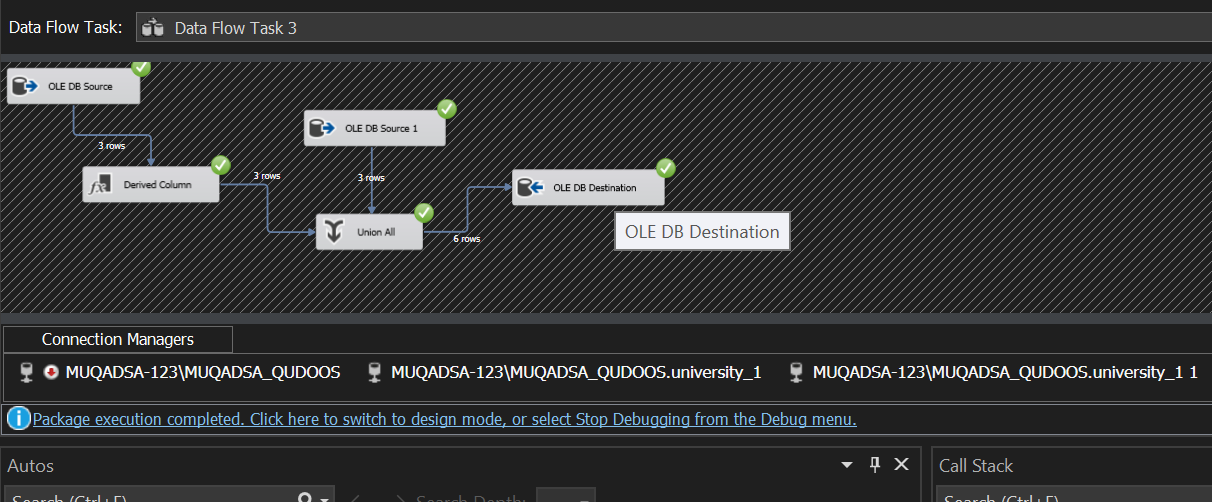 Data Flow Task: Data Flow Task 3
OLE DB Source
OLE DB Source 1
3 rows
3 rows
3 rows
Derived Column
OLE DB Destination
Union All
6 rows
OLE DB Destination
Connection Managers
MUQADSA-123\MUQADSA_QUDOOS MUQADSA-123\MUQADSA_QUDOOS.university_1 MUQADSA-123\MUQADSA_QUDOOS.university_1 1
Package execution completed. Click here to switch to design mode, or select Stop Debugging from the Debug menu.
Autos Call Stack
Search (Ctrl+E) Search Depth: Search (Ctrl+E)